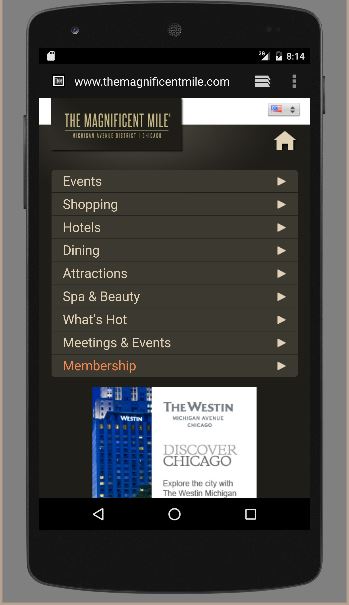 8:14
www.themagnificentmile.com
THE MAGNIFICENT MILE®
MICHIGAN AVENUE DISTRICT | CHICAGO
Events
Shopping
Hotels
Dining
Attractions
Spa & Beauty
What's Hot
Meetings & Events
Membership
WESTIN
THE WESTIN
MICHIGAN AVENUE
CHICAGO
DISCOVER
CHICAGO
Explore the city with
The Westin Michigan